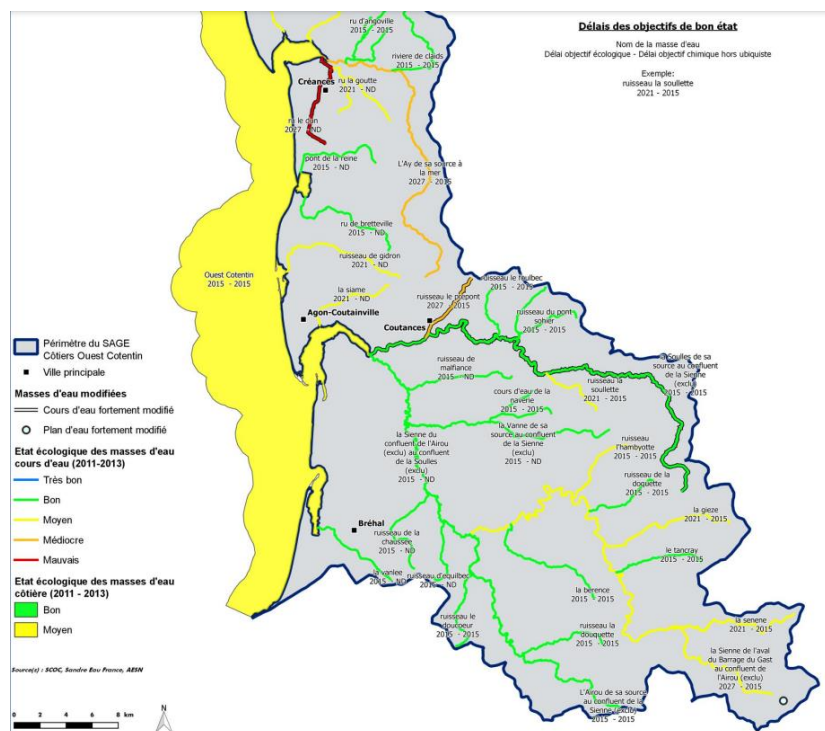 Délais des objectifs de bon état
Nom de la masse d'eau
Délai objectif écologique - Délai objectif chimique hors ubiquiste
Exemple:
ruisseau la soullette
2021 - 2015
ru d'angoville
2015 - 2015
riviere de claids
2015 - 2015
Créances
ru la goutte
2021 - ND
ru le dun
2027 - ND
pont de la reine
2015 - ND
L'Ay de sa source à
la mer
2027 - 2015
ru de bretteville
2015 - ND
ruisseau de gidron
2021 - ND
Ouest Cotentin
2015 - 2015
la siame
2021 - ND
Agon-Coutainville
Coutances
ruisseau le prépont
2027 - 2015
ruisseau le foulbec
2015 - 2015
ruisseau du pont
sohier
2015 - 2015
la Soulles de sa
source au confluent
de la Sienne
(exclu)
2015 - 2015
ruisseau de
malfiance
2015 - ND
ruisseau la
soullette
2021 - 2015
cours d'eau de la
naverie
2015 - 2015
la Vanne de sa
source au confluent
de la Sienne
(exclu)
2015 - ND
la Sienne du
confluent de l'Airou
(exclu) au confluent
de la Soulles
(exclu)
2015 - ND
ruisseau
l'hambyotte
2015 - 2015
ruisseau de la
doquette
2015 - 2015
la gieze
2021 - 2015
le tancray
2015 - 2015
Bréhal
ruisseau de la
chaussée
2015 - ND
la vanlee
2015 - ND
ruisseau d'équilbec
2015 - ND
la berence
2015 - 2015
ruisseau le
doucoeur
2015 - 2015
ruisseau la
douquette
2015 - 2015
la senene
2021 - 2015
la Sienne de l'aval
du Barrage du Gast
au confluent de
l'Airou (exclu)
2027 - 2015
L'Airou de sa source
au confluent de la
Sienne (exclu)
2015 - 2015
Périmètre du SAGE
Côtiers Ouest Cotentin
Ville principale
Masses d'eau modifiées
Cours d'eau fortement modifié
Plan d'eau fortement modifié
Etat écologique des masses d'eau
cours d'eau (2011-2013)
Très bon
Bon
Moyen
Médiocre
Mauvais
Etat écologique des masses d'eau
côtière (2011 - 2013)
Bon
Moyen
Source(s) : SCOC, Sandre Eau France, AESN
0 2 4 6 8 km
N